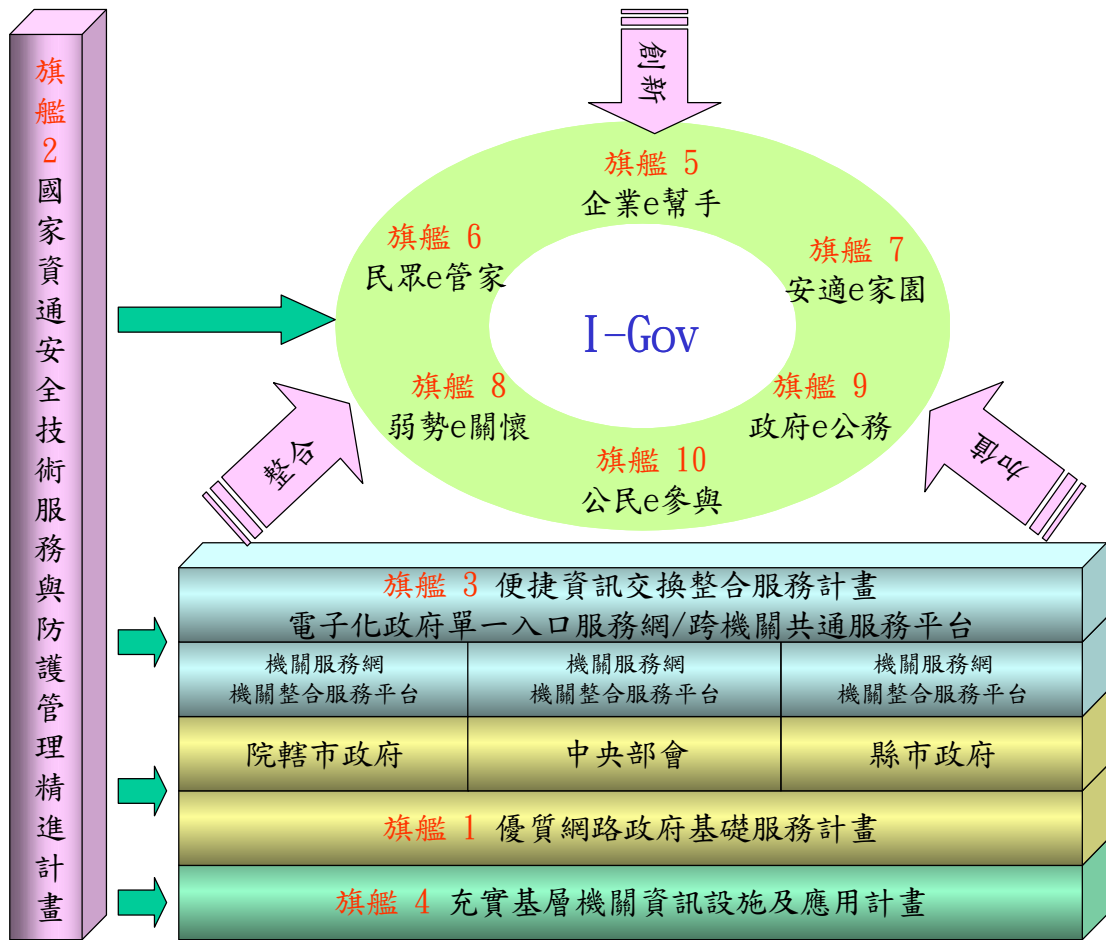 旗艦2國家資通安全技術服務與防護管理精進計畫
創新
旗艦 5
企業e幫手
旗艦 6
民眾e管家
旗艦 7
安適e家園
I-Gov
旗艦 8
弱勢e關懷
旗艦 9
政府e公務
旗艦 10
公民e參與
整合
加值
旗艦 3 便捷資訊交換整合服務計畫
電子化政府單一入口服務網/跨機關共通服務平台
機關服務網
機關整合服務平台
機關服務網
機關整合服務平台
機關服務網
機關整合服務平台
院轄市政府
中央部會
縣市政府
旗艦 1 優質網路政府基礎服務計畫
旗艦 4 充實基層機關資訊設施及應用計畫